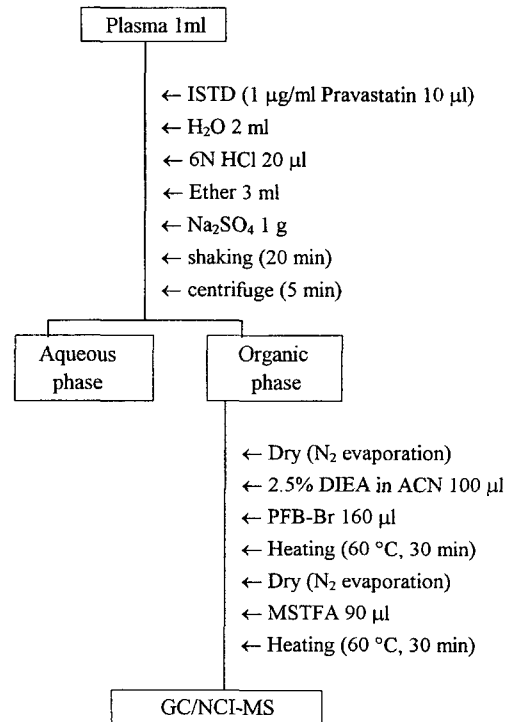 Plasma 1ml
← ISTD (1 μg/ml Pravastatin 10 μl)
← H₂O 2 ml
← 6N HCl 20 μl
← Ether 3 ml
← Na₂SO₄ 1 g
← shaking (20 min)
← centrifuge (5 min)
Aqueous phase
Organic phase
← Dry (N₂ evaporation)
← 2.5% DIEA in ACN 100 μl
← PFB-Br 160 μl
← Heating (60 °C, 30 min)
← Dry (N₂ evaporation)
← MSTFA 90 μl
← Heating (60 °C, 30 min)
GC/NCI-MS